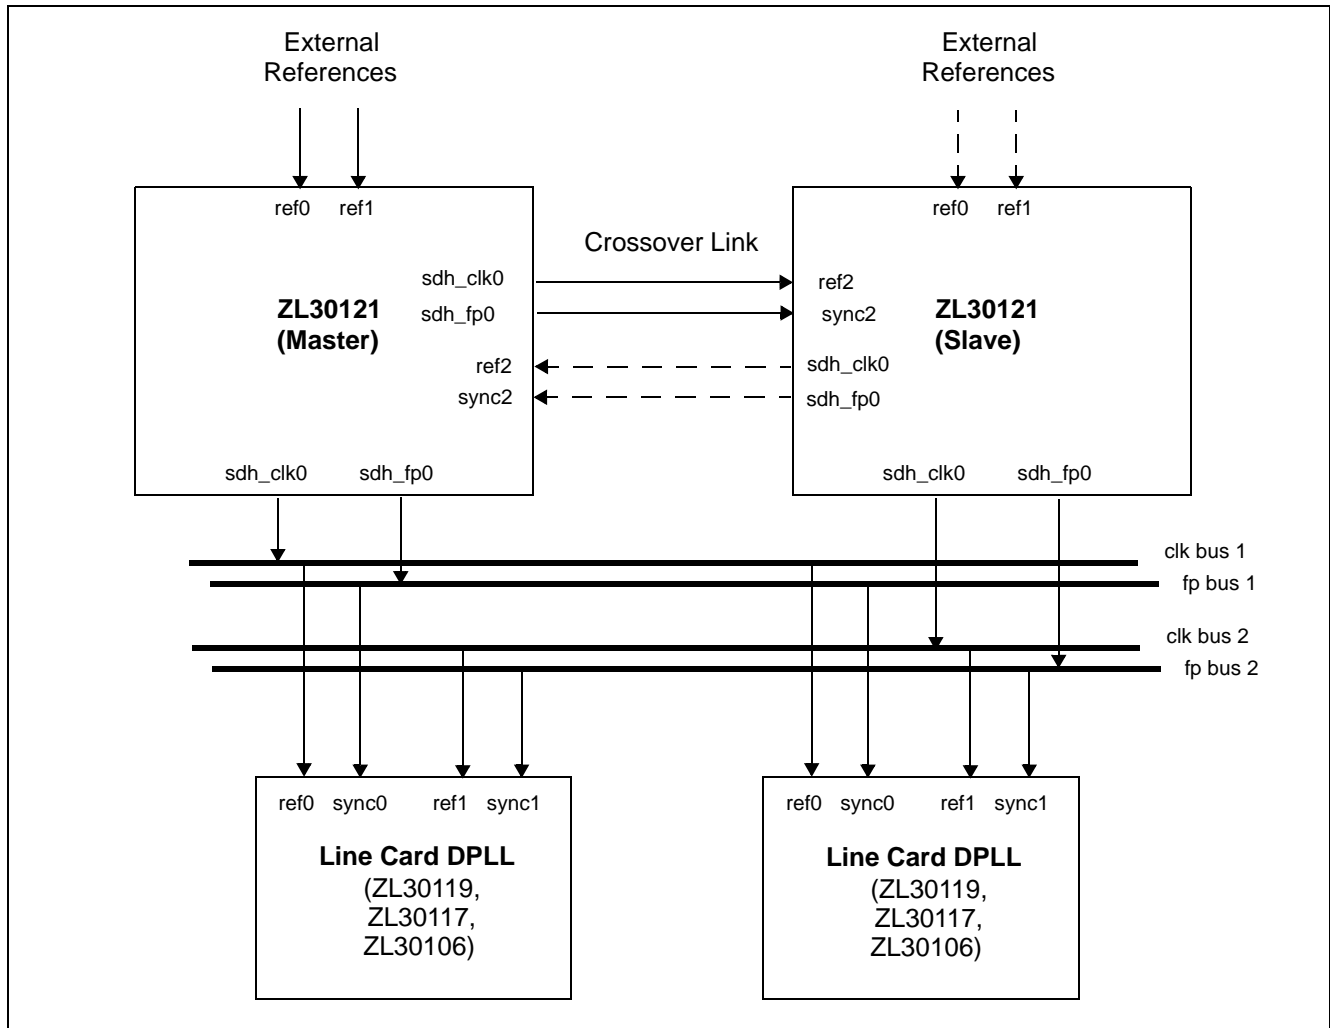 External
References
External
References
ref0 ref1
ref0 ref1
Crossover Link
sdh_clk0
ref2
ZL30121
(Master)
sdh_fp0
sync2
ZL30121
(Slave)
ref2
sdh_clk0
sync2
sdh_fp0
sdh_clk0 sdh_fp0
sdh_clk0 sdh_fp0
clk bus 1
fp bus 1
clk bus 2
fp bus 2
ref0 sync0 ref1 sync1
Line Card DPLL
(ZL30119,
ZL30117,
ZL30106)
ref0 sync0 ref1 sync1
Line Card DPLL
(ZL30119,
ZL30117,
ZL30106)